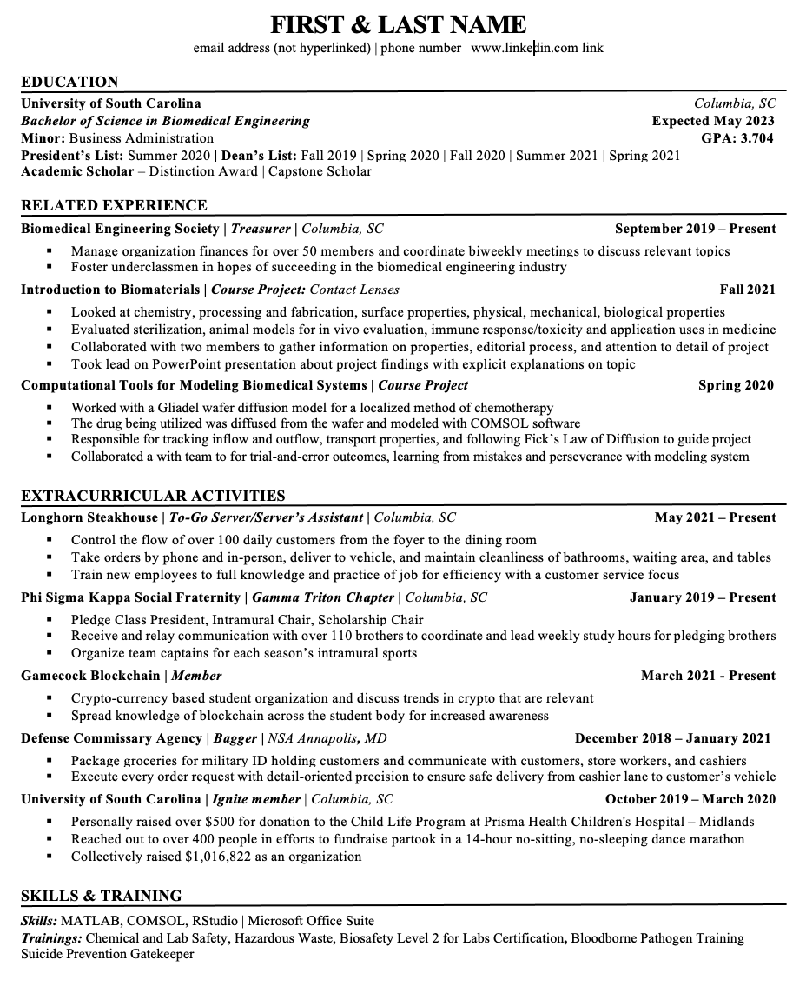 FIRST & LAST NAME
email address (not hyperlinked) | phone number | www.linkedin.com link
EDUCATION
University of South Carolina Columbia, SC
Bachelor of Science in Biomedical Engineering Expected May 2023
Minor: Business Administration GPA: 3.704
President's List: Summer 2020 | Dean's List: Fall 2019 | Spring 2020 | Fall 2020 | Summer 2021 | Spring 2021
Academic Scholar – Distinction Award | Capstone Scholar
RELATED EXPERIENCE
Biomedical Engineering Society | Treasurer | Columbia, SC September 2019 – Present
▪ Manage organization finances for over 50 members and coordinate biweekly meetings to discuss relevant topics
▪ Foster underclassmen in hopes of succeeding in the biomedical engineering industry
Introduction to Biomaterials | Course Project: Contact Lenses Fall 2021
▪ Looked at chemistry, processing and fabrication, surface properties, physical, mechanical, biological properties
▪ Evaluated sterilization, animal models for in vivo evaluation, immune response/toxicity and application uses in medicine
▪ Collaborated with two members to gather information on properties, editorial process, and attention to detail of project
▪ Took lead on PowerPoint presentation about project findings with explicit explanations on topic
Computational Tools for Modeling Biomedical Systems | Course Project Spring 2020
▪ Worked with a Gliadel wafer diffusion model for a localized method of chemotherapy
▪ The drug being utilized was diffused from the wafer and modeled with COMSOL software
▪ Responsible for tracking inflow and outflow, transport properties, and following Fick's Law of Diffusion to guide project
▪ Collaborated a with team to for trial-and-error outcomes, learning from mistakes and perseverance with modeling system
EXTRACURRICULAR ACTIVITIES
Longhorn Steakhouse | To-Go Server/Server's Assistant | Columbia, SC May 2021 – Present
▪ Control the flow of over 100 daily customers from the foyer to the dining room
▪ Take orders by phone and in-person, deliver to vehicle, and maintain cleanliness of bathrooms, waiting area, and tables
▪ Train new employees to full knowledge and practice of job for efficiency with a customer service focus
Phi Sigma Kappa Social Fraternity | Gamma Triton Chapter | Columbia, SC January 2019 – Present
▪ Pledge Class President, Intramural Chair, Scholarship Chair
▪ Receive and relay communication with over 110 brothers to coordinate and lead weekly study hours for pledging brothers
▪ Organize team captains for each season's intramural sports
Gamecock Blockchain | Member March 2021 - Present
▪ Crypto-currency based student organization and discuss trends in crypto that are relevant
▪ Spread knowledge of blockchain across the student body for increased awareness
Defense Commissary Agency | Bagger | NSA Annapolis, MD December 2018 – January 2021
▪ Package groceries for military ID holding customers and communicate with customers, store workers, and cashiers
▪ Execute every order request with detail-oriented precision to ensure safe delivery from cashier lane to customer's vehicle
University of South Carolina | Ignite member | Columbia, SC October 2019 – March 2020
▪ Personally raised over $500 for donation to the Child Life Program at Prisma Health Children's Hospital – Midlands
▪ Reached out to over 400 people in efforts to fundraise partook in a 14-hour no-sitting, no-sleeping dance marathon
▪ Collectively raised $1,016,822 as an organization
SKILLS & TRAINING
Skills: MATLAB, COMSOL, RStudio | Microsoft Office Suite
Trainings: Chemical and Lab Safety, Hazardous Waste, Biosafety Level 2 for Labs Certification, Bloodborne Pathogen Training
Suicide Prevention Gatekeeper